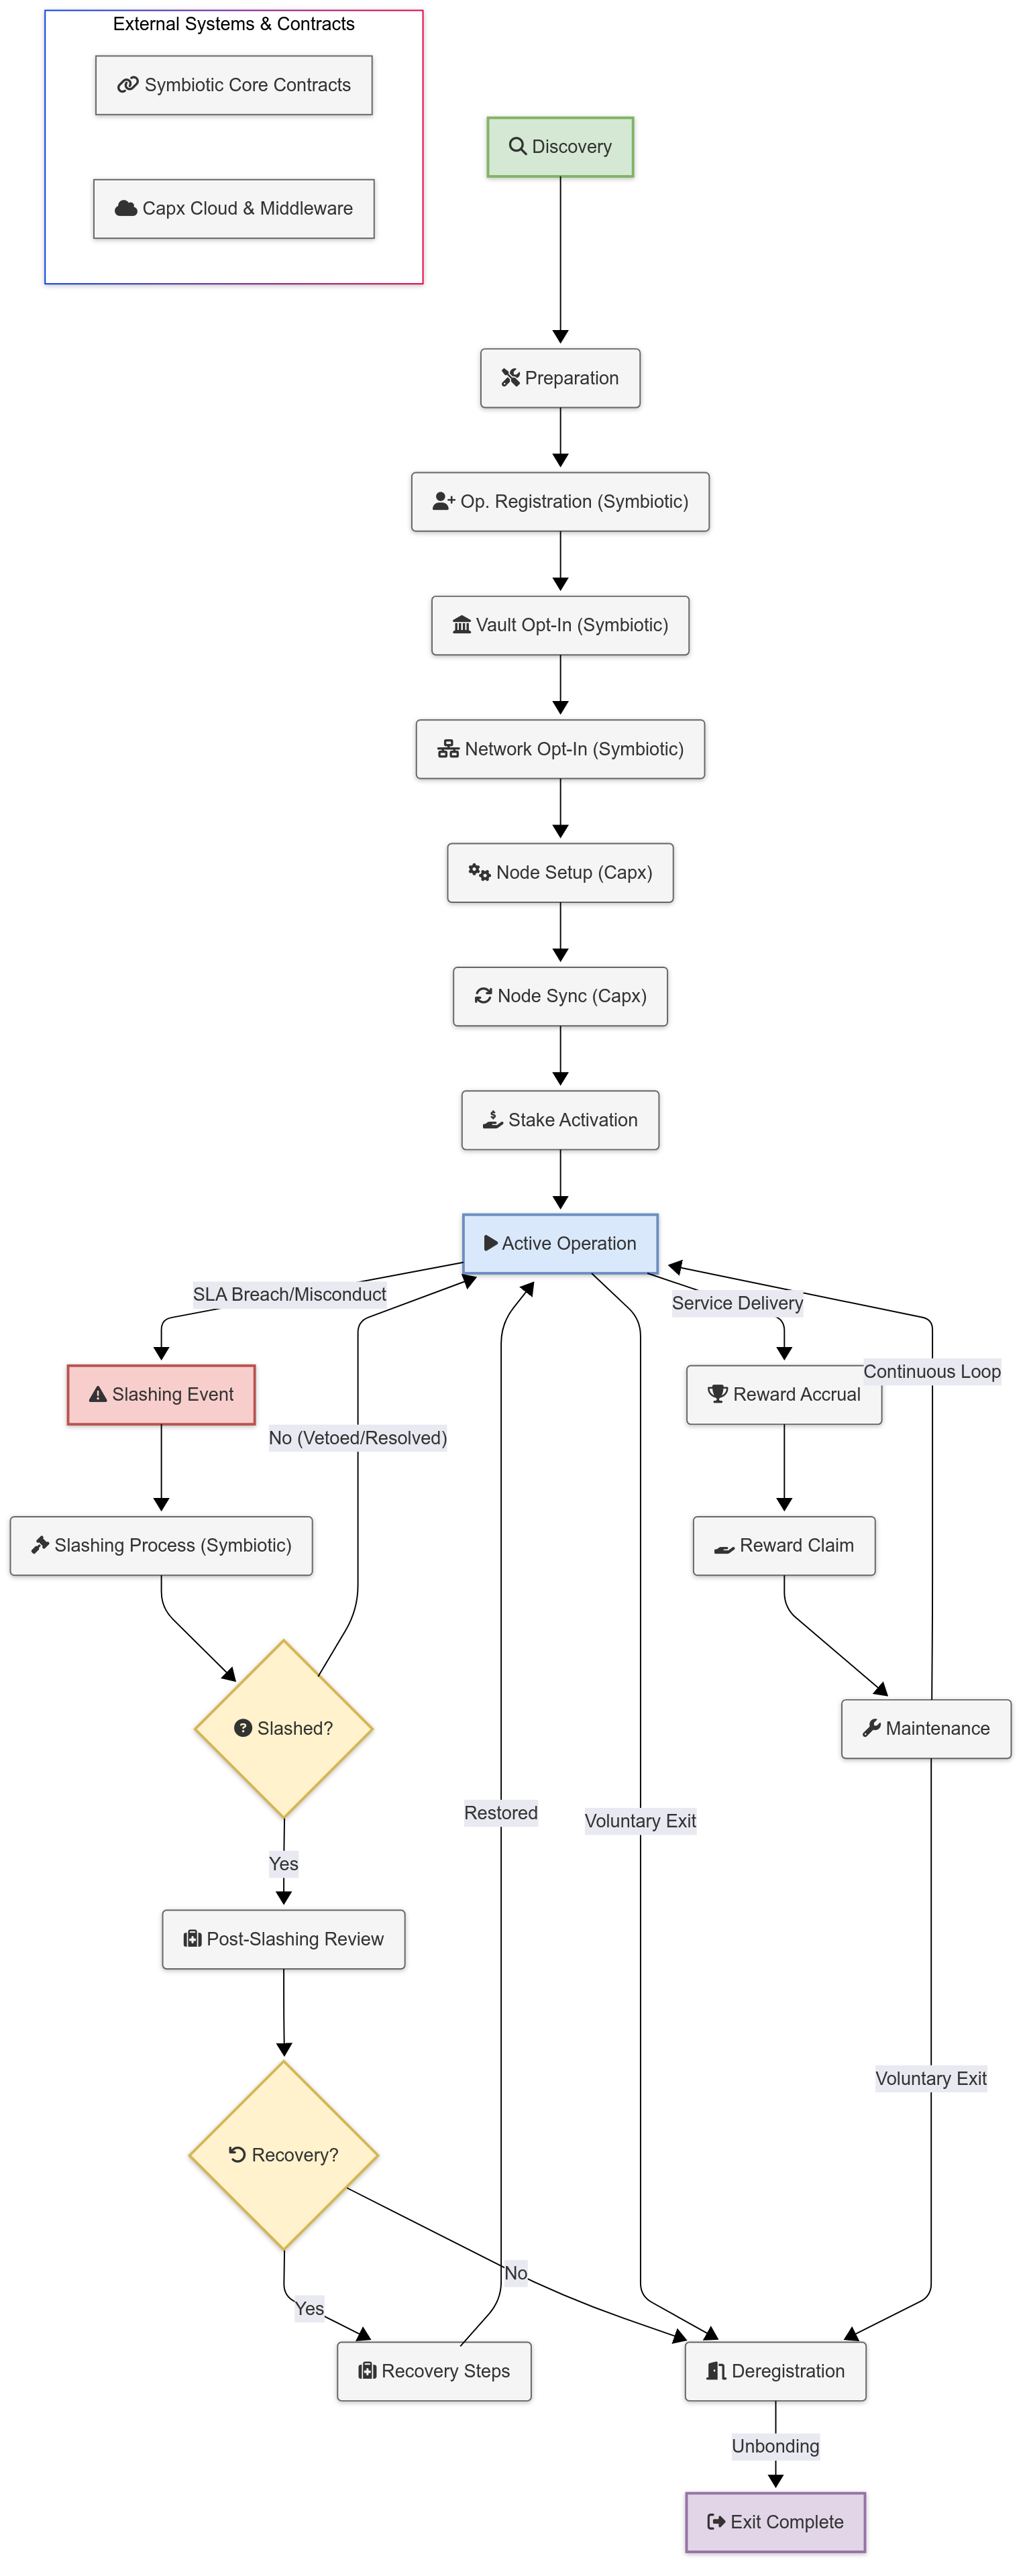 External Systems & Contracts
Symbiotic Core Contracts
Capx Cloud & Middleware
Discovery
Preparation
Op. Registration (Symbiotic)
Vault Opt-In (Symbiotic)
Network Opt-In (Symbiotic)
Node Setup (Capx)
Node Sync (Capx)
Stake Activation
Active Operation
SLA Breach/Misconduct
Service Delivery
Continuous Loop
Slashing Event
Reward Accrual
No (Vetoed/Resolved)
Slashing Process (Symbiotic)
Reward Claim
Slashed?
Maintenance
Restored
Voluntary Exit
Yes
Post-Slashing Review
Voluntary Exit
Recovery?
No
Yes
Recovery Steps
Deregistration
Unbonding
Exit Complete